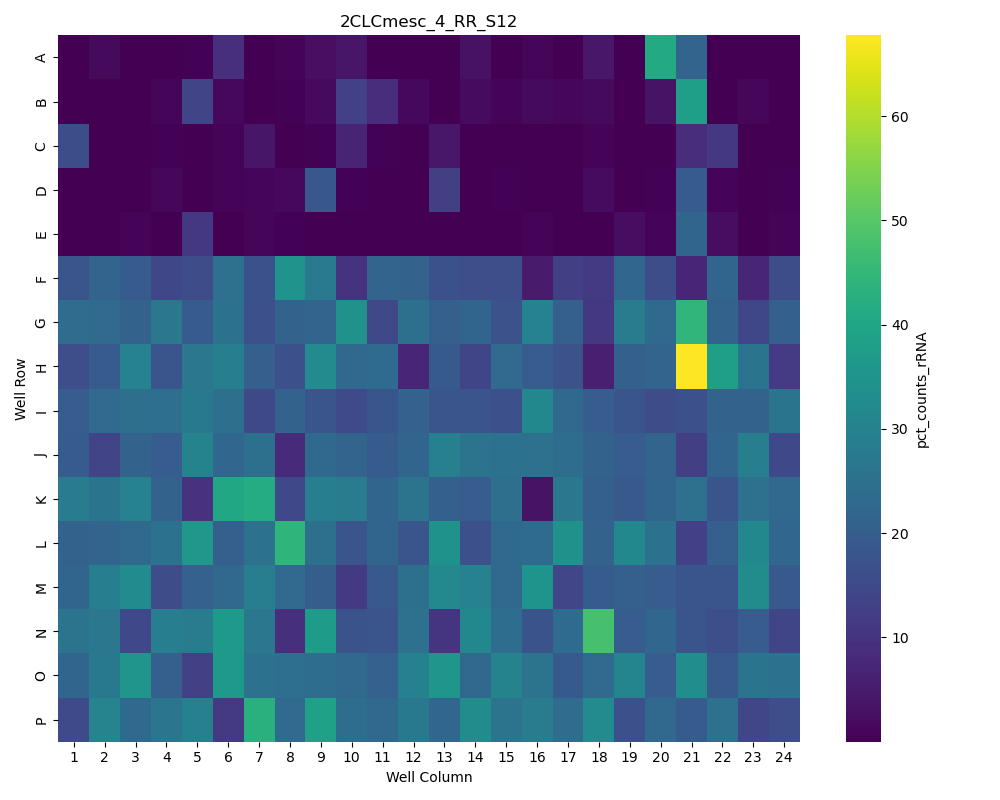 2CLCmesc_4_RR_S12
A
B
C
D
E
F
G
H
I
J
K
L
M
N
O
P
Well Row
1 2 3 4 5 6 7 8 9 10 11 12 13 14 15 16 17 18 19 20 21 22 23 24
Well Column
60
50
40
30
20
10
pct_counts_rRNA